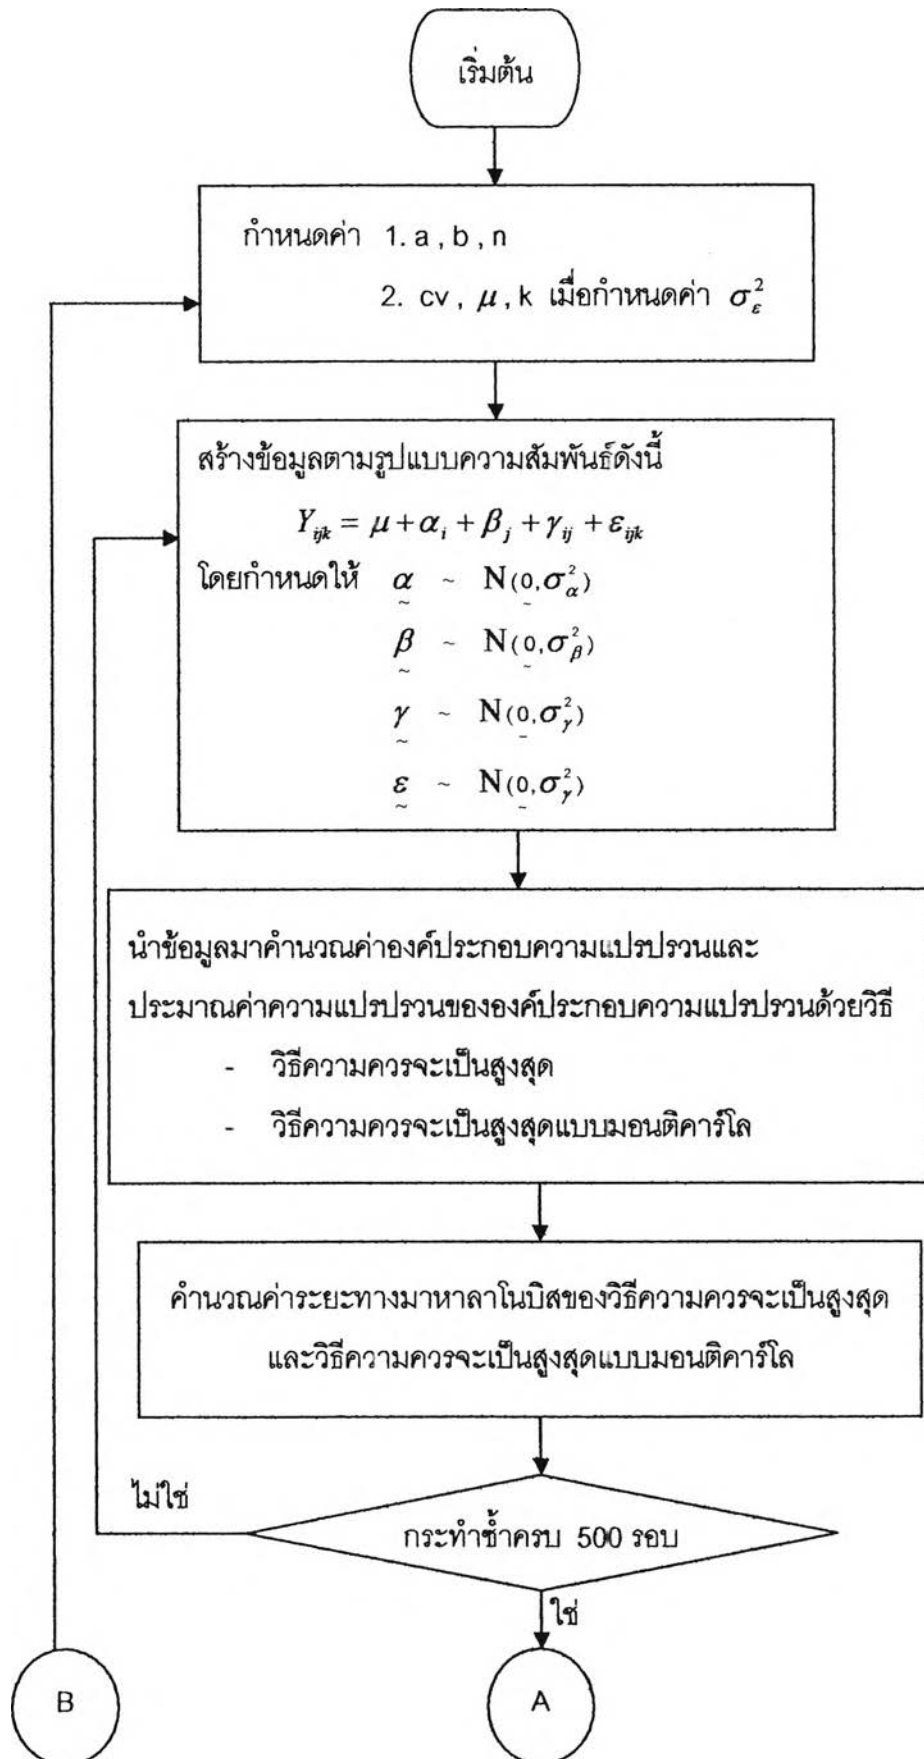 เริ่มต้น
กำหนดค่า 1. a , b , n
2. cv , μ , k เมื่อกำหนดค่า σ²_ε
สร้างข้อมูลตามรูปแบบความสัมพันธ์ดังนี้
Y_ijk = μ + α_i + β_j + γ_ij + ε_ijk
โดยกำหนดให้ α ~ N(0,σ²_α)
β ~ N(0,σ²_β)
γ ~ N(0,σ²_γ)
ε ~ N(0,σ²_γ)
นำข้อมูลมาคำนวณค่าองค์ประกอบความแปรปรวนและ
ประมาณค่าความแปรปรวนขององค์ประกอบความแปรปรวนด้วยวิธี
- วิธีความควรจะเป็นสูงสุด
- วิธีความควรจะเป็นสูงสุดแบบมอนติคาร์โล
คำนวณค่าระยะทางมาหาลาโนบิสของวิธีความควรจะเป็นสูงสุด
และวิธีความควรจะเป็นสูงสุดแบบมอนติคาร์โล
ไม่ใช่
กระทำซ้ำครบ 500 รอบ
ใช่
B
A